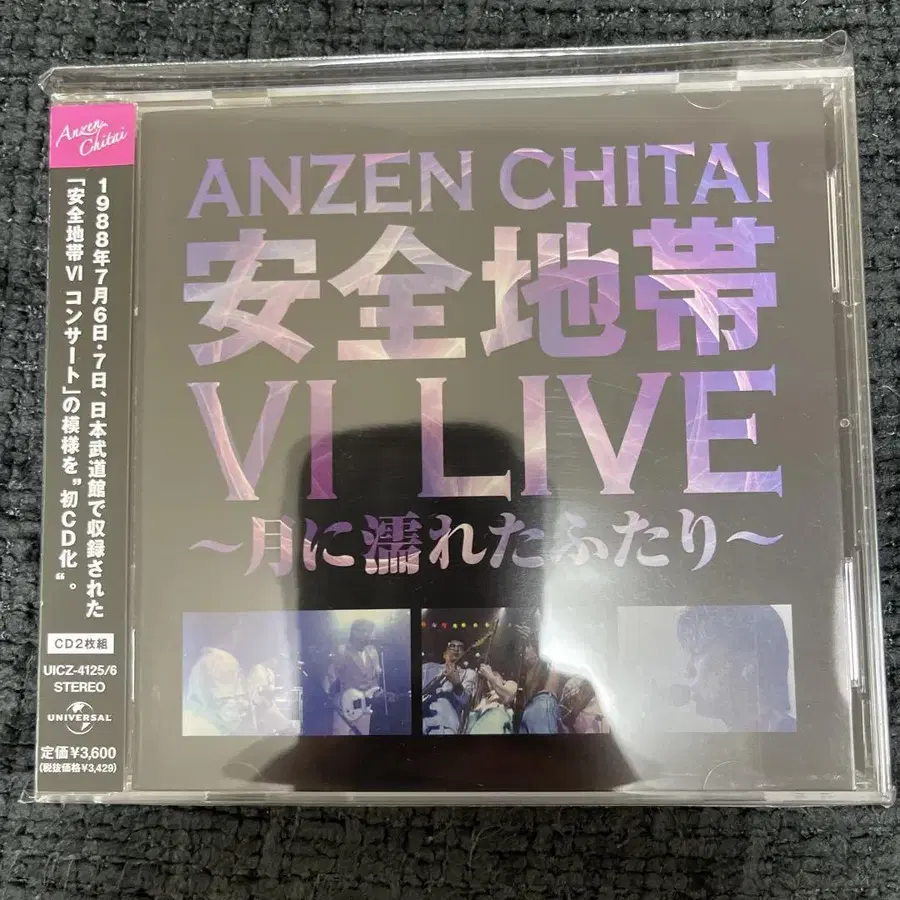 Anzen
Chitai
1988年7月6日・7日、日本武道館で収録された
「安全地帯Ⅵ コンサート」の模様を"初CD化"。
CD2枚組
UICZ-4125/6
STEREO
UNIVERSAL
定価¥3,600
(税抜価格¥3,429)
ANZEN CHITAI
安全地帯
VI LIVE
～月に濡れたふたり～